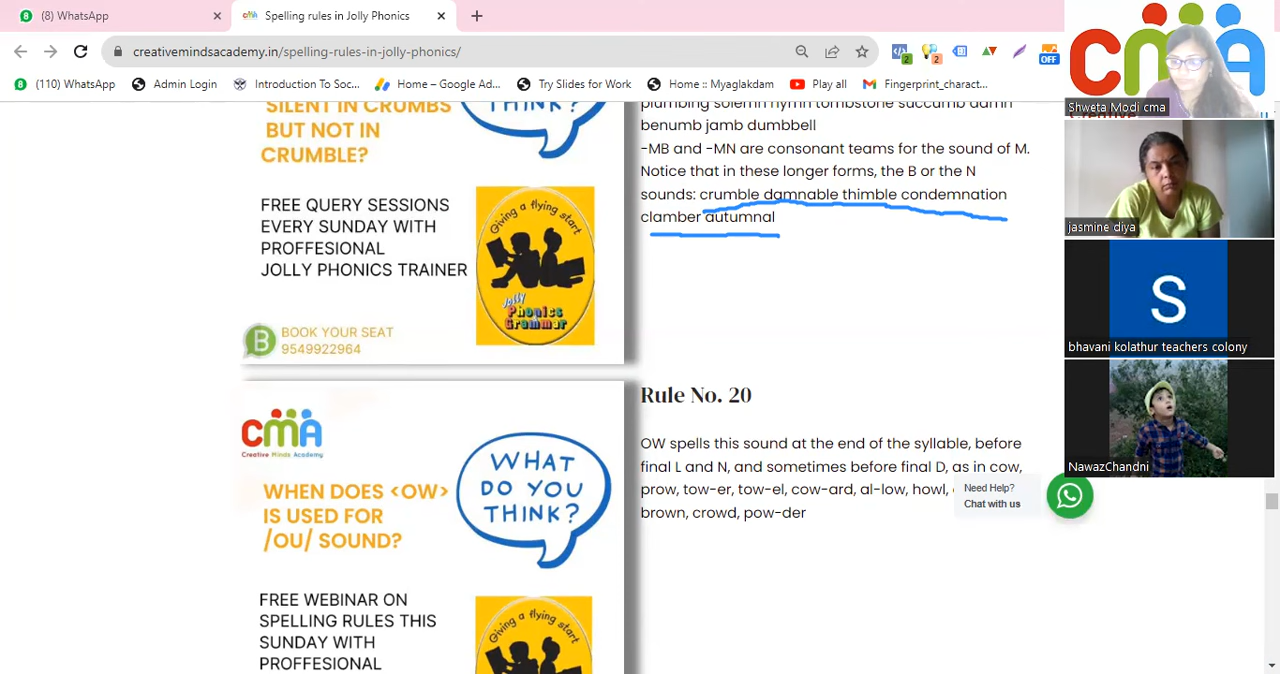 (8) WhatsApp
Spelling rules in Jolly Phonics
creativemindsacademy.in/spelling-rules-in-jolly-phonics/
2
2
OFF
(110) WhatsApp
Admin Login
Introduction To Soc...
Home – Google Ad...
Try Slides for Work
Home :: Myaglakdam
Play all
Fingerprint_charact...
SILENT IN CRUMBS
BUT NOT IN
CRUMBLE?
THINK?
FREE QUERY SESSIONS
EVERY SUNDAY WITH
PROFFESIONAL
JOLLY PHONICS TRAINER
Giving a flying start
Jolly
Phonics
Grammar
BOOK YOUR SEAT
9549922964
plumbing solemn hymn tombstone succumb damn
benumb jamb dumbbell
-MB and -MN are consonant teams for the sound of M.
Notice that in these longer forms, the B or the N
sounds: crumble damnable thimble condemnation
clamber autumnal
cma
Creative Minds Academy
WHEN DOES <OW>
IS USED FOR
/OU/ SOUND?
WHAT
DO YOU
THINK?
FREE WEBINAR ON
SPELLING RULES THIS
SUNDAY WITH
PROFFESIONAL
Giving a flying start
Rule No. 20
OW spells this sound at the end of the syllable, before
final L and N, and sometimes before final D, as in cow,
prow, tow-er, tow-el, cow-ard, al-low, howl,
brown, crowd, pow-der
Need Help?
Chat with us
cma
Shweta Modi cma
jasmine diya
S
bhavani kolathur teachers colony
NawazChandni